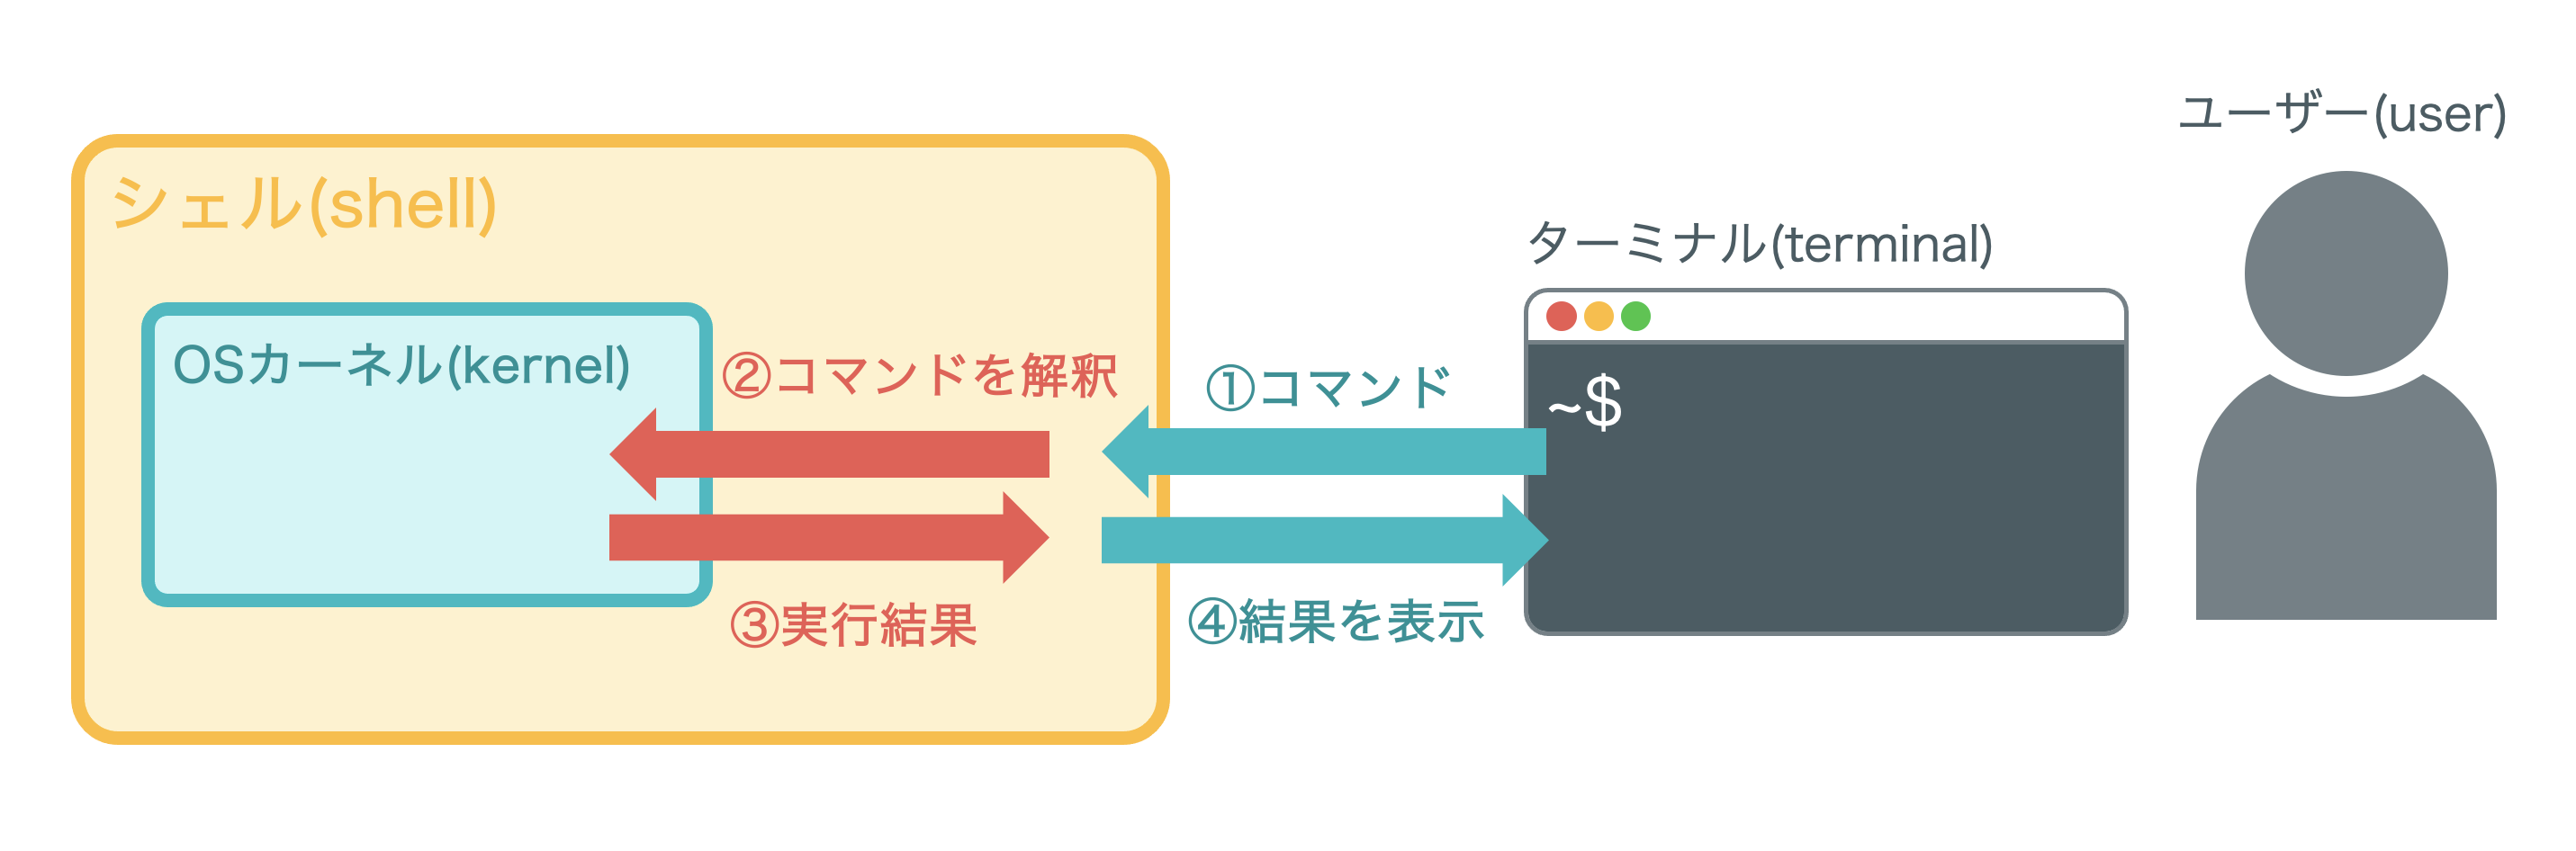 ユーザー(user)
シェル(shell)
ターミナル(terminal)
OSカーネル(kernel)
②コマンドを解釈
①コマンド
~$
③実行結果
④結果を表示